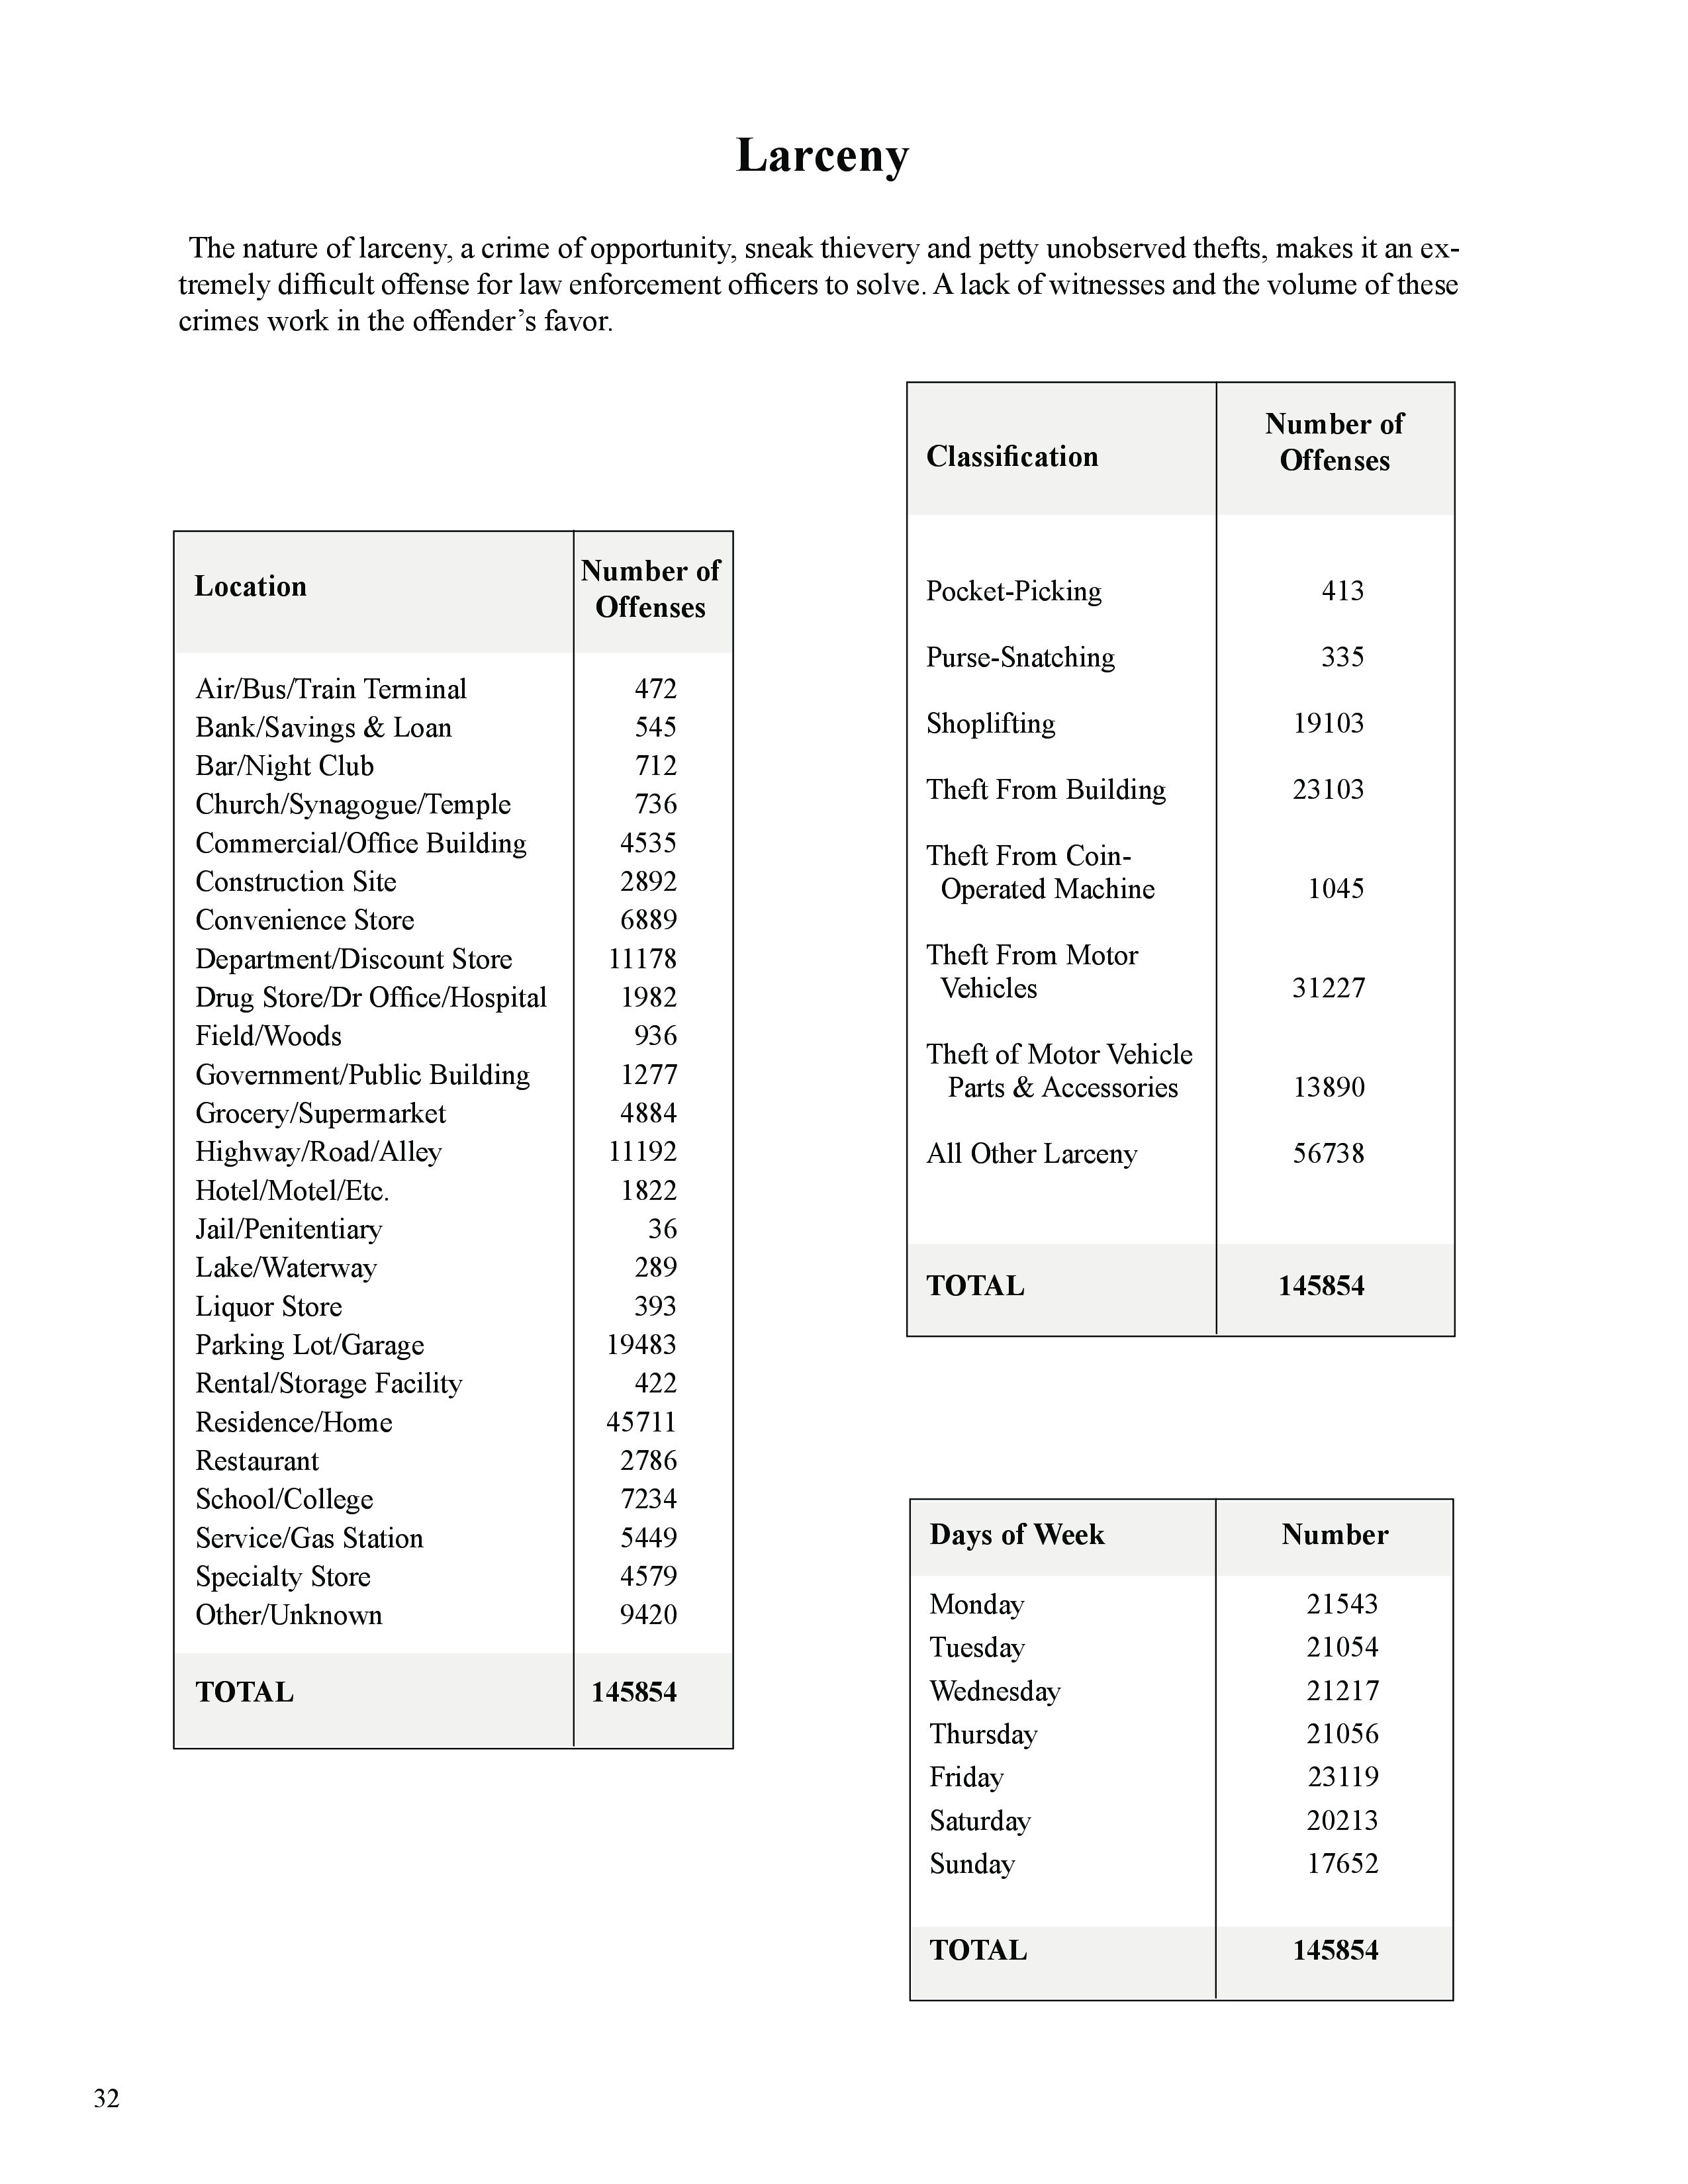 Larceny
The nature of larceny, a crime of opportunity, sneak thievery and petty unobserved thefts, makes it an ex-
tremely difficult offense for law enforcement officers to solve. A lack of witnesses and the volume of these
crimes work in the offender’s favor.
Location Number of
Offenses
Air/Bus/Train Terminal 472
Bank/Savings & Loan 545
Bar/Night Club 712
Church/Synagogue/Temple 736
Commercial/Office Building 4535
Construction Site 2892
Convenience Store 6889
Department/Discount Store 11178
Drug Store/Dr Office/Hospital 1982
Field/Woods 936
Government/Public Building 1277
Grocery/Supermarket 4884
Highway/Road/Alley 11192
Hotel/Motel/Etc. 1822
Jail/Penitentiary 36
Lake/Waterway 289
Liquor Store 393
Parking Lot/Garage 19483
Rental/Storage Facility 422
Residence/Home 45711
Restaurant 2786
School/College 7234
Service/Gas Station 5449
Specialty Store 4579
Other/Unknown 9420
TOTAL 145854
Classification Number of
Offenses
Pocket-Picking 413
Purse-Snatching 335
Shoplifting 19103
Theft From Building 23103
Theft From Coin-
Operated Machine 1045
Theft From Motor
Vehicles 31227
Theft of Motor Vehicle
Parts & Accessories 13890
All Other Larceny 56738
TOTAL 145854
Days of Week Number
Monday 21543
Tuesday 21054
Wednesday 21217
Thursday 21056
Friday 23119
Saturday 20213
Sunday 17652
TOTAL 145854
32